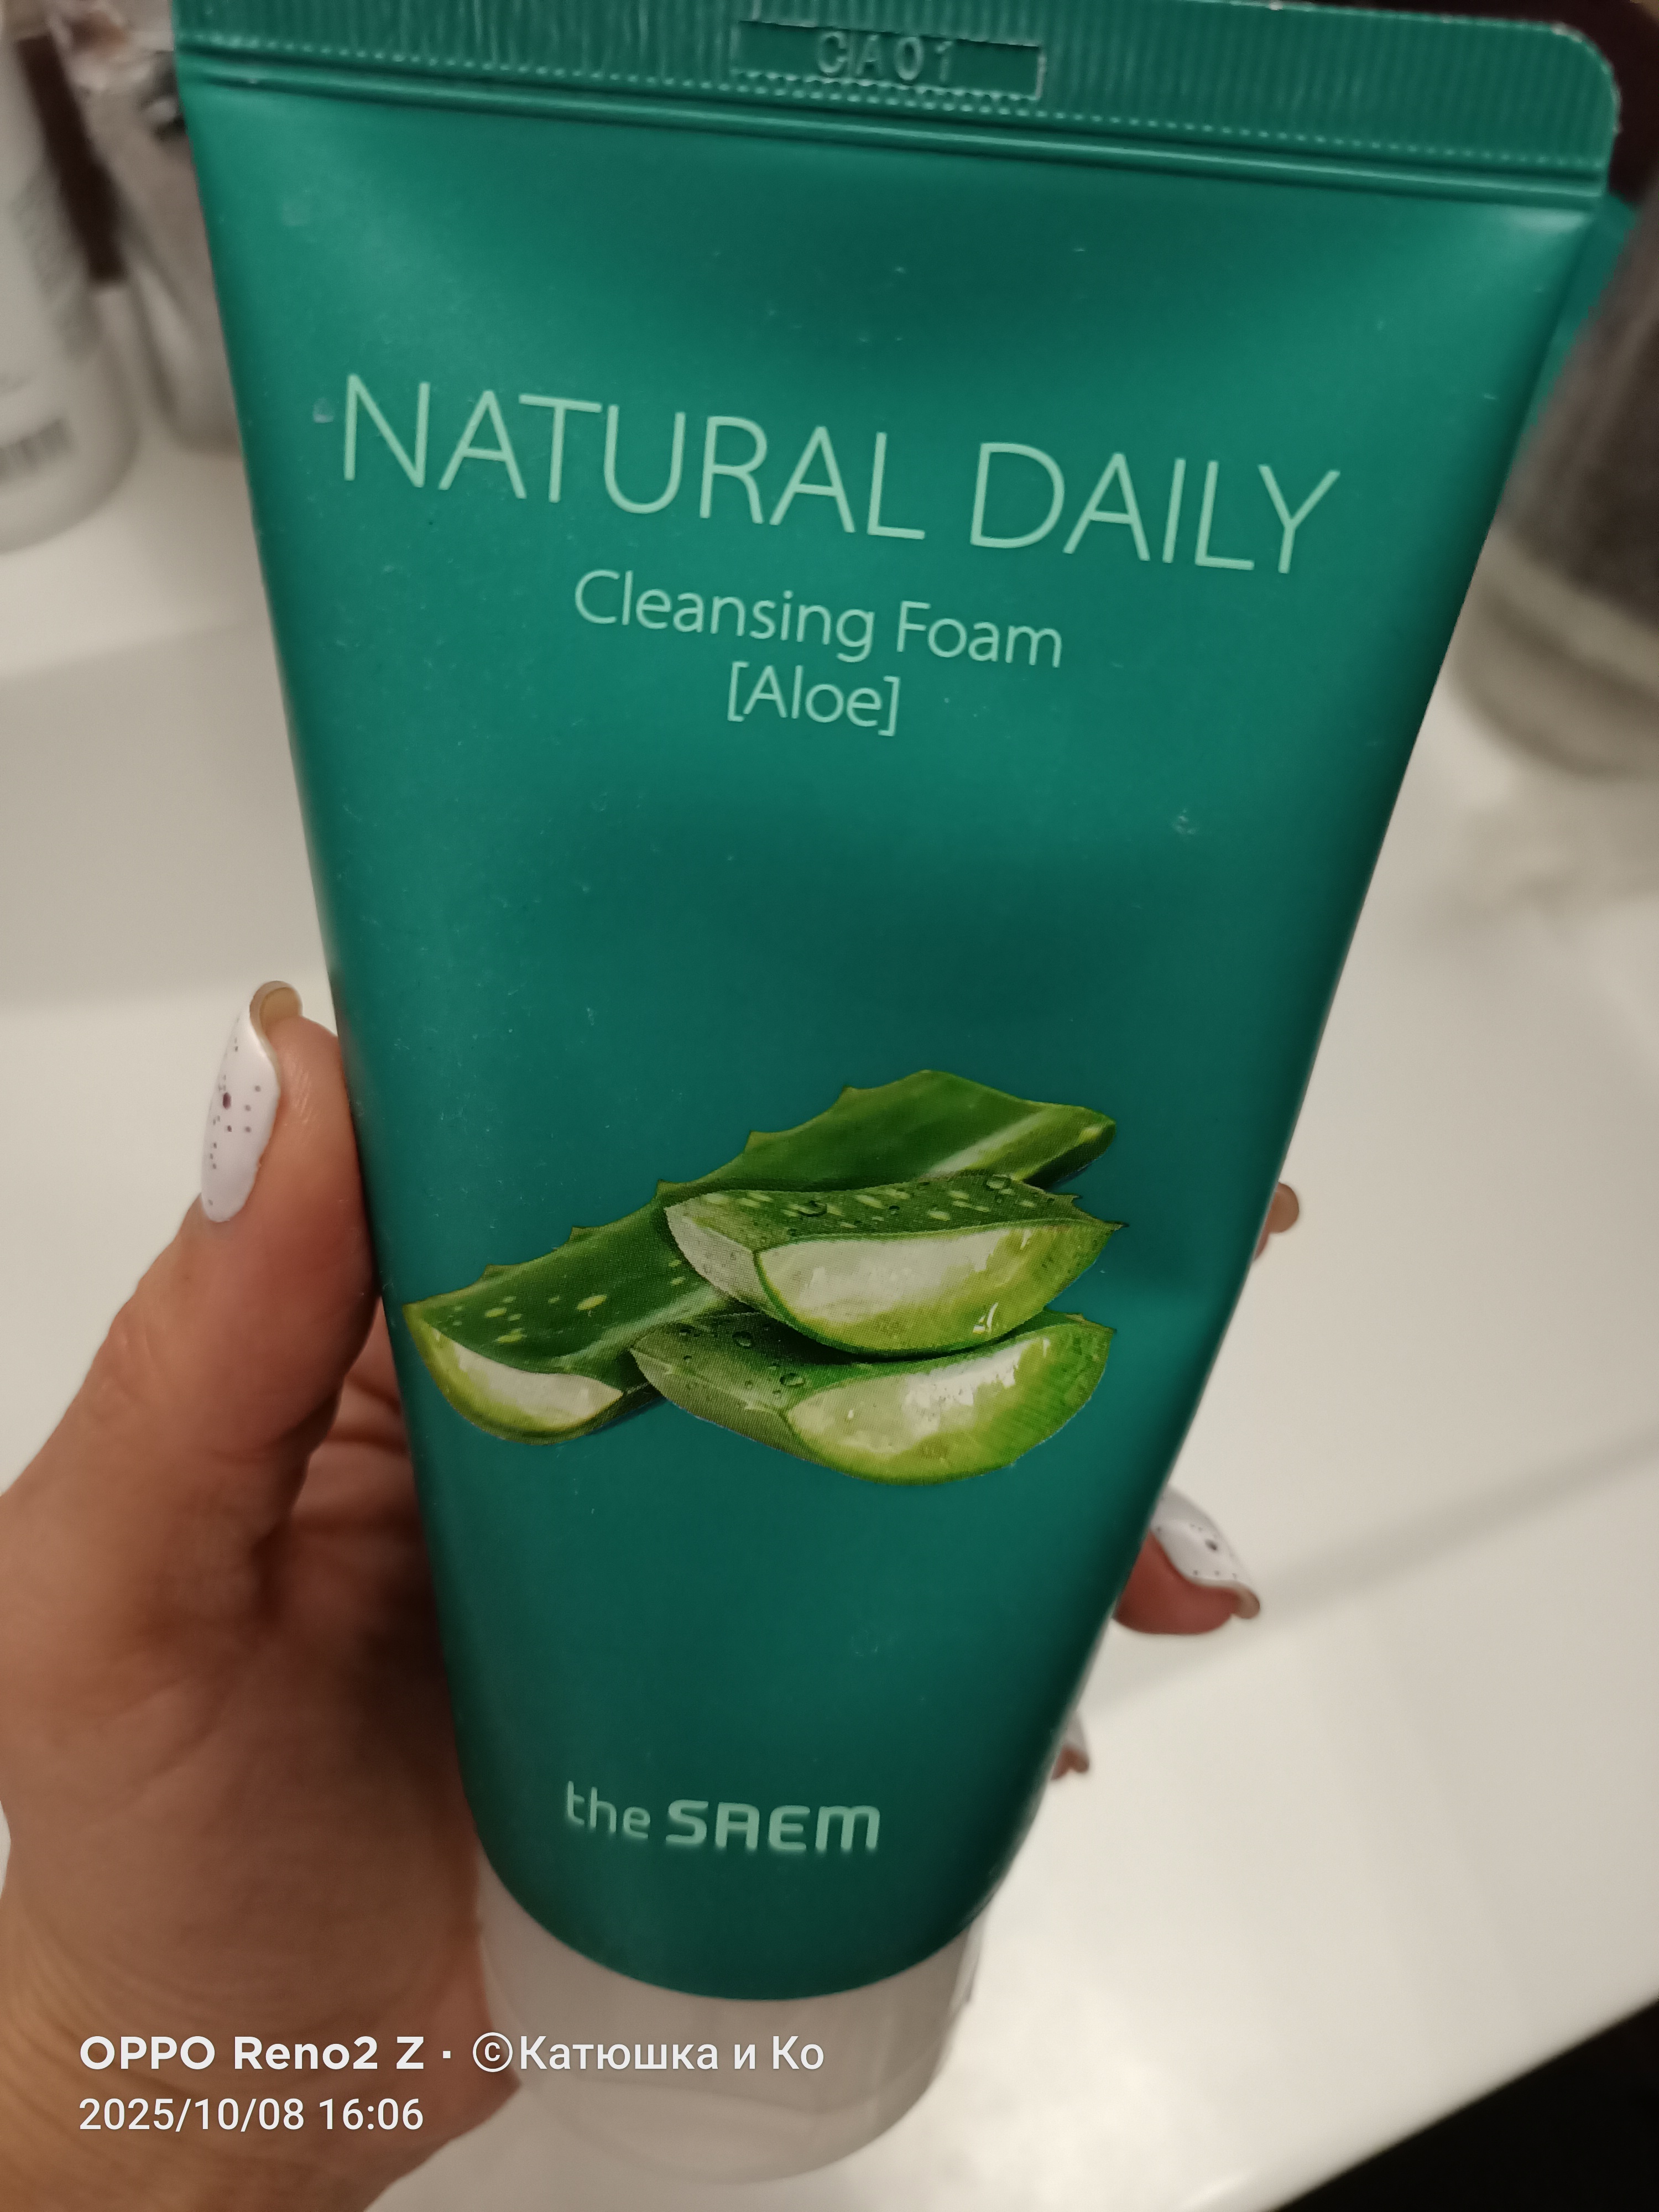 CA01
NATURAL DAILY
Cleansing Foam
[Aloe]
the SAEM
OPPO Reno2 Z · ©Катюшка и Ко
2025/10/08 16:06